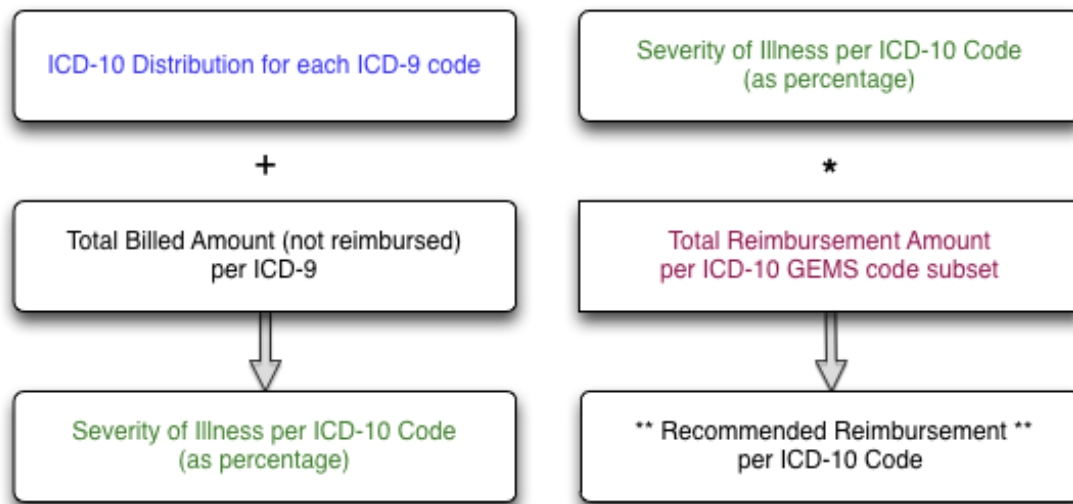 ICD-10 Distribution for each ICD-9 code
+
Total Billed Amount (not reimbursed)
per ICD-9
Severity of Illness per ICD-10 Code
(as percentage)
Severity of Illness per ICD-10 Code
(as percentage)
*
Total Reimbursement Amount
per ICD-10 GEMS code subset
** Recommended Reimbursement **
per ICD-10 Code